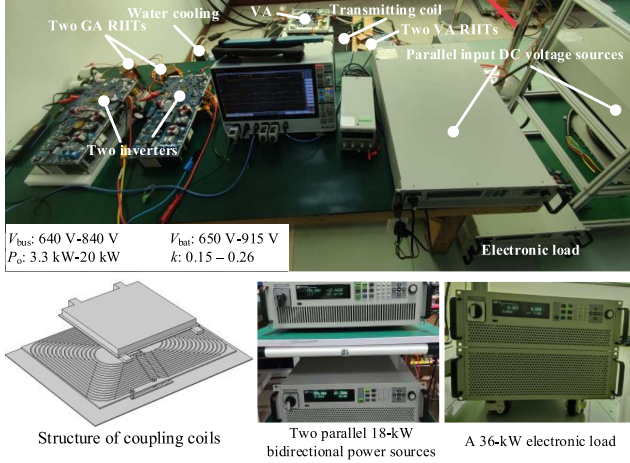 Water cooling
VA
Transmitting coil
Two GA RIITs
Two VA RIITs
Parallel input DC voltage sources
Two inverters
V_bus: 640 V-840 V
V_bat: 650 V-915 V
P_o: 3.3 kW-20 kW
k: 0.15 – 0.26
Electronic load
Structure of coupling coils
Two parallel 18-kW
bidirectional power sources
A 36-kW electronic load